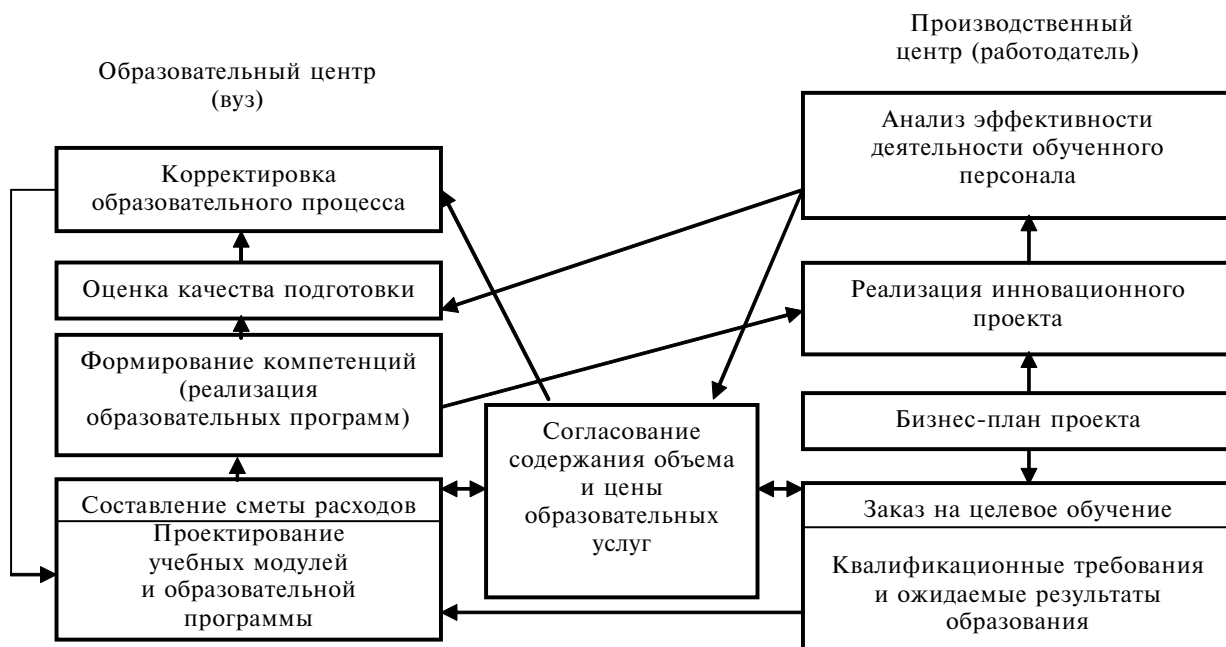 Образовательный центр
(вуз)
Корректировка
образовательного процесса
Оценка качества подготовки
Формирование компетенций
(реализация
образовательных программ)
Составление сметы расходов
Проектирование
учебных модулей
и образовательной
программы
Согласование
содержания объема
и цены
образовательных
услуг
Производственный
центр (работодатель)
Анализ эффективности
деятельности обученного
персонала
Реализация инновационного
проекта
Бизнес-план проекта
Заказ на целевое обучение
Квалификационные требования
и ожидаемые результаты
образования